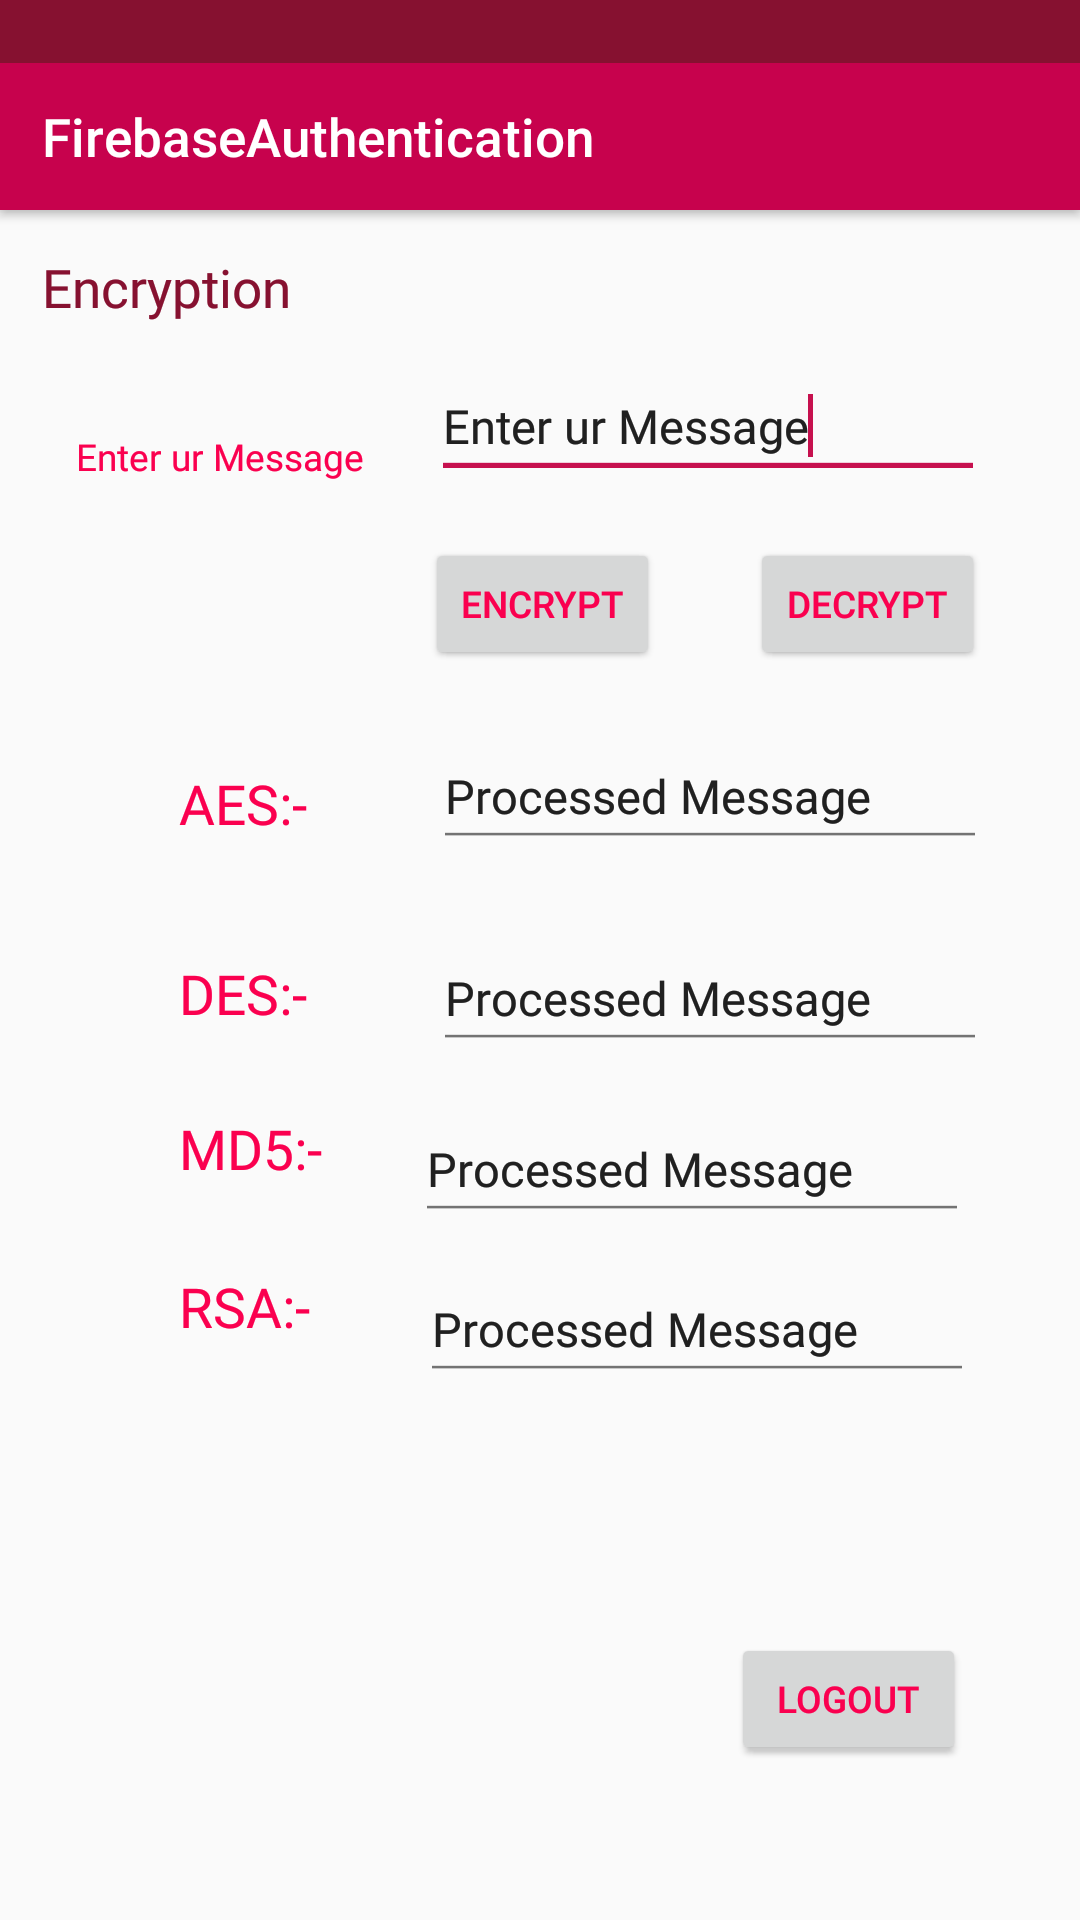 FirebaseAuthentication
Encryption
Enter ur Message
Enter ur Message
ENCRYPT DECRYPT
AES:- Processed Message
DES:- Processed Message
MD5:- Processed Message
RSA:- Processed Message
LOGOUT